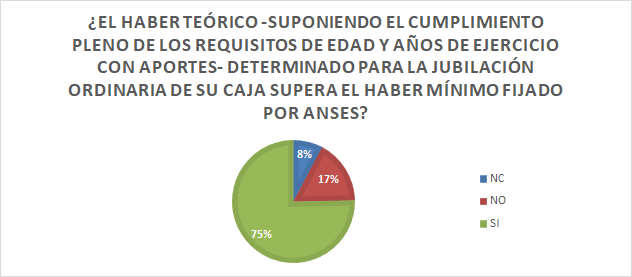 ¿EL HABER TEÓRICO -SUPONIENDO EL CUMPLIMIENTO
PLENO DE LOS REQUISITOS DE EDAD Y AÑOS DE EJERCICIO
CON APORTES- DETERMINADO PARA LA JUBILACIÓN
ORDINARIA DE SU CAJA SUPERA EL HABER MÍNIMO FIJADO
POR ANSES?
8%
17%
75%
NC
NO
SI